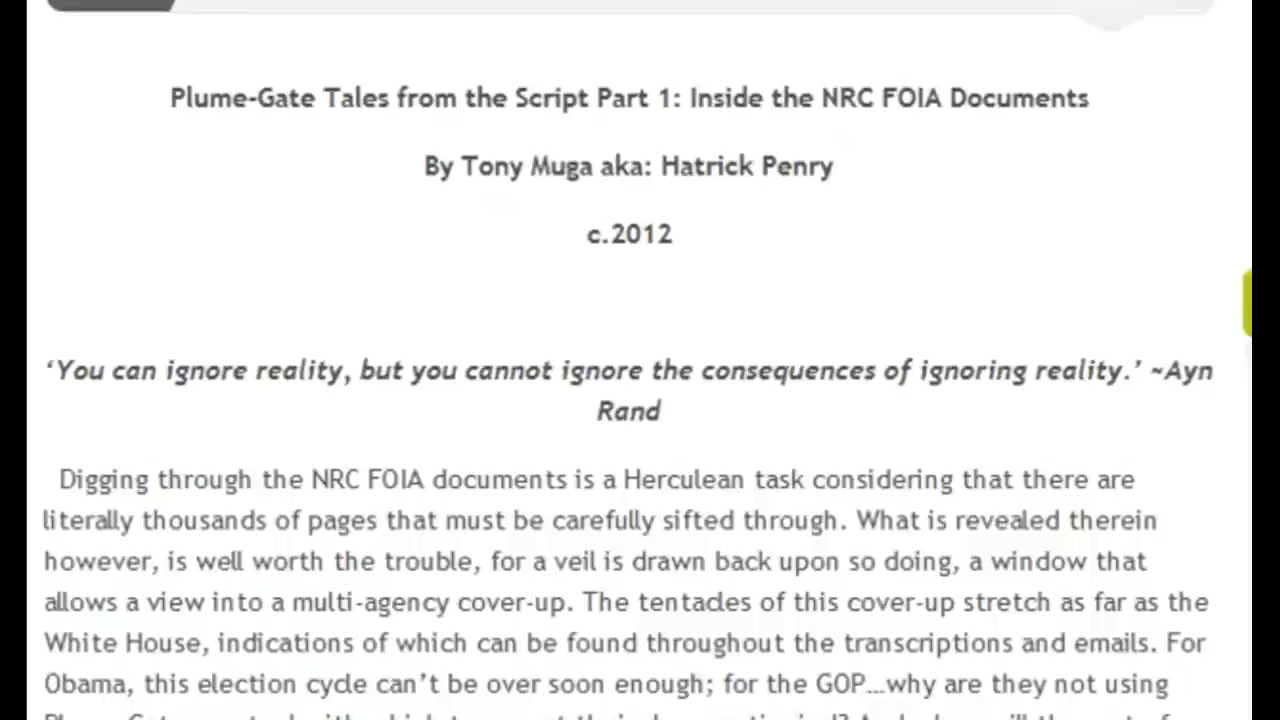 Plume-Gate Tales from the Script Part 1: Inside the NRC FOIA Documents
By Tony Muga aka: Hatrick Penry
c.2012
‘You can ignore reality, but you cannot ignore the consequences of ignoring reality.’ ~Ayn
Rand
Digging through the NRC FOIA documents is a Herculean task considering that there are
literally thousands of pages that must be carefully sifted through. What is revealed therein
however, is well worth the trouble, for a veil is drawn back upon so doing, a window that
allows a view into a multi-agency cover-up. The tentacles of this cover-up stretch as far as the
White House, indications of which can be found throughout the transcriptions and emails. For
Obama, this election cycle can’t be over soon enough; for the GOP…why are they not using